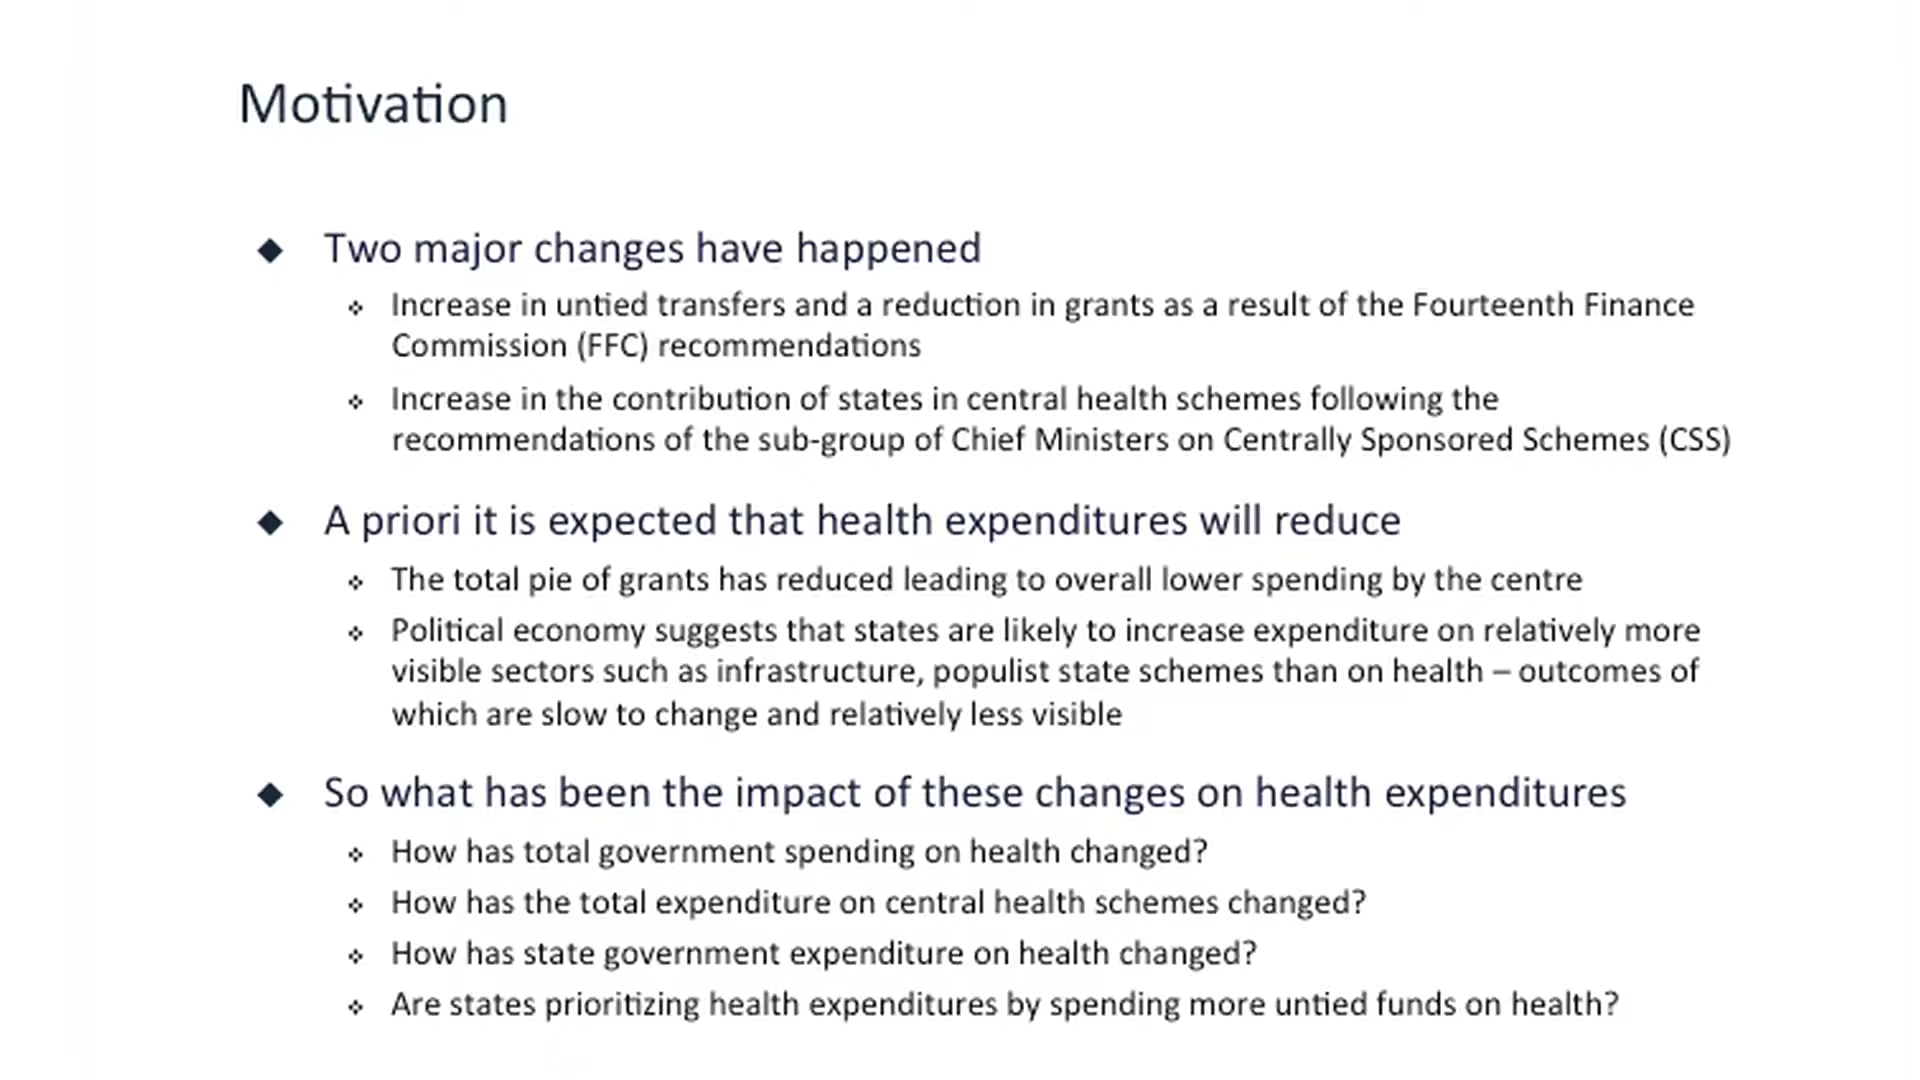 Motivation
Two major changes have happened
Increase in untied transfers and a reduction in grants as a result of the Fourteenth Finance
Commission (FFC) recommendations
Increase in the contribution of states in central health schemes following the
recommendations of the sub-group of Chief Ministers on Centrally Sponsored Schemes (CSS)
A priori it is expected that health expenditures will reduce
The total pie of grants has reduced leading to overall lower spending by the centre
Political economy suggests that states are likely to increase expenditure on relatively more
visible sectors such as infrastructure, populist state schemes than on health – outcomes of
which are slow to change and relatively less visible
So what has been the impact of these changes on health expenditures
How has total government spending on health changed?
How has the total expenditure on central health schemes changed?
How has state government expenditure on health changed?
Are states prioritizing health expenditures by spending more untied funds on health?